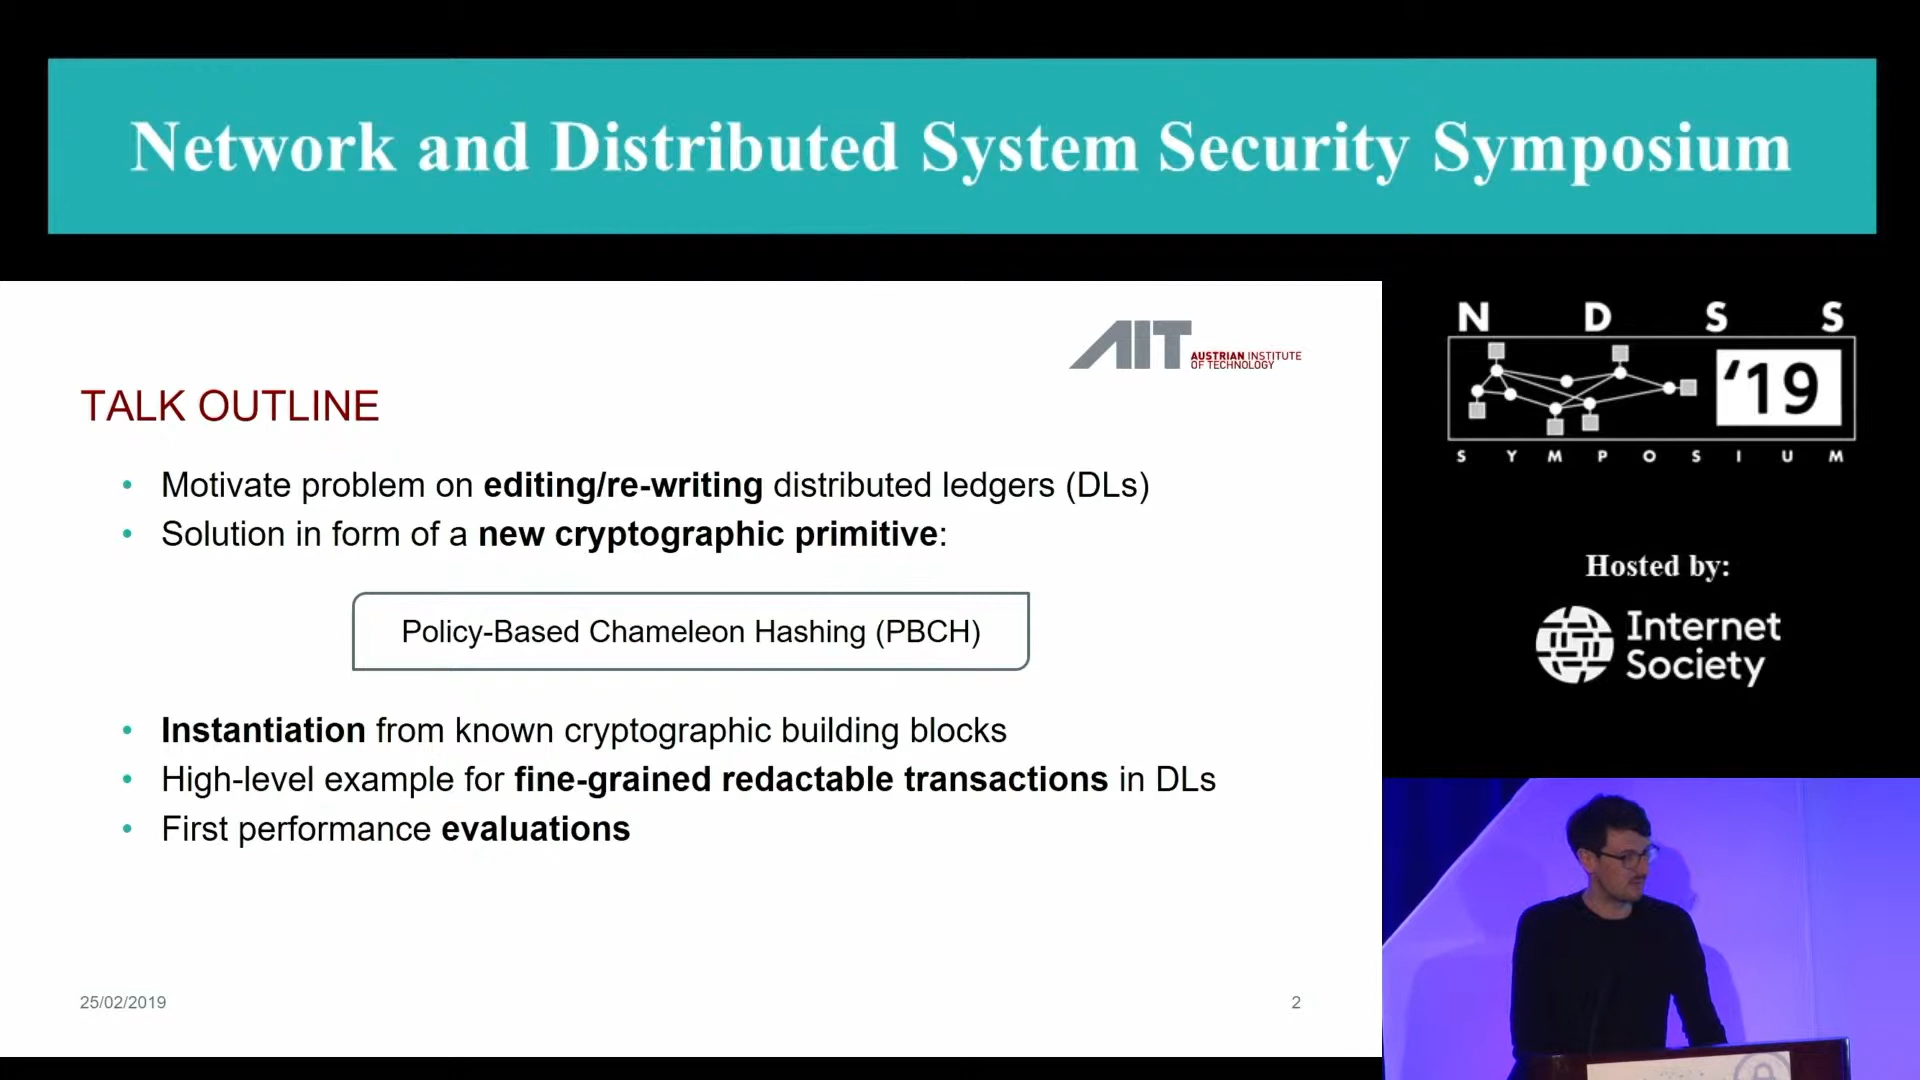 Network and Distributed System Security Symposium
AIT AUSTRIAN INSTITUTE
OF TECHNOLOGY
TALK OUTLINE
• Motivate problem on editing/re-writing distributed ledgers (DLs)
• Solution in form of a new cryptographic primitive:
Policy-Based Chameleon Hashing (PBCH)
• Instantiation from known cryptographic building blocks
• High-level example for fine-grained redactable transactions in DLs
• First performance evaluations
25/02/2019
2
N D S S
'19
S Y M P O S I U M
Hosted by:
Internet
Society